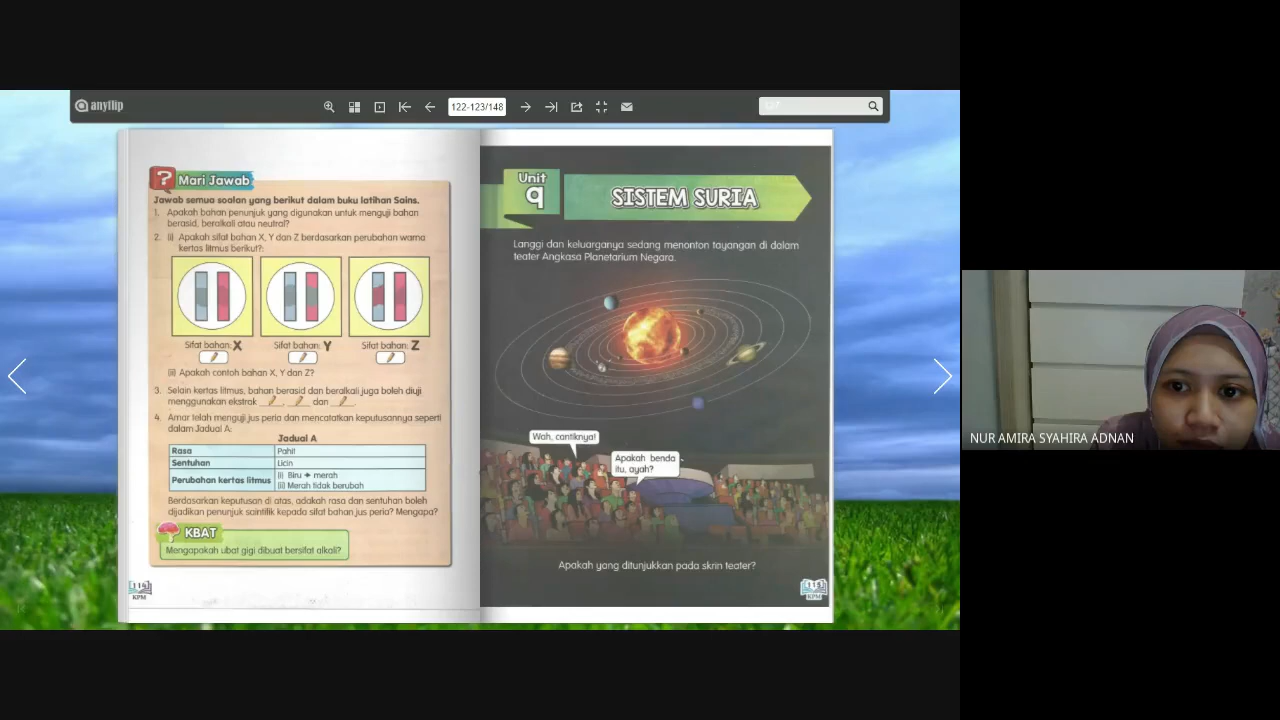 anyflip
122-123/148
Mari Jawab
Jawab semua soalan yang berikut dalam buku latihan Sains.
1. Apakah bahan penunjuk yang digunakan untuk menguji bahan
berasid, beralkali atau neutral?
2. (i) Apakah sifat bahan X, Y dan Z berdasarkan perubahan warna
kertas litmus berikut?:
Sifat bahan: X
Sifat bahan: Y
Sifat bahan: Z
(ii) Apakah contoh bahan X, Y dan Z?
3. Selain kertas litmus, bahan berasid dan beralkali juga boleh diuji
menggunakan ekstrak ____, ____ dan ____.
4. Amar telah menguji jus peria dan mencatatkan keputusannya seperti
dalam Jadual A:
Jadual A
Rasa Pahit
Sentuhan Licin
Perubahan kertas litmus (i) Biru → merah
(ii) Merah tidak berubah
Berdasarkan keputusan di atas, adakah rasa dan sentuhan boleh
dijadikan penunjuk saintifik kepada sifat bahan jus peria? Mengapa?
KBAT
Mengapakah ubat gigi dibuat bersifat alkali?
KPM
Unit
9
SISTEM SURIA
Langgi dan keluarganya sedang menonton tayangan di dalam
teater Angkasa Planetarium Negara.
Wah, cantiknya!
Apakah benda
itu, ayah?
Apakah yang ditunjukkan pada skrin teater?
115
KPM
NUR AMIRA SYAHIRA ADNAN